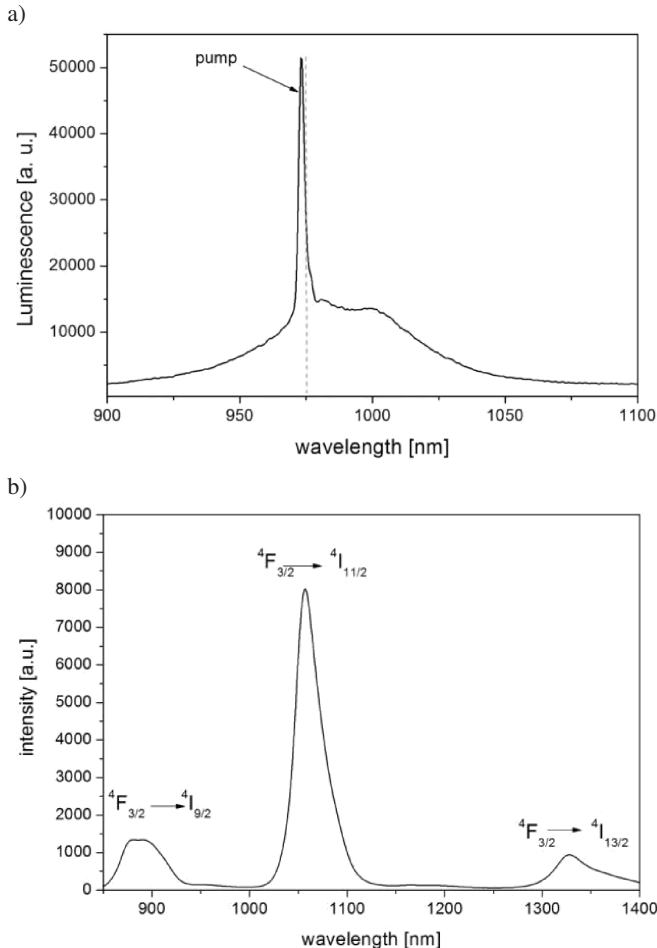 a)
pump
50000
40000
30000
20000
10000
Luminescence [a. u.]
900 950 1000 1050 1100
wavelength [nm]
b)
10000
9000
8000
7000
6000
5000
4000
3000
2000
1000
0
intensity [a.u.]
⁴F₃/₂ → ⁴I₁₁/₂
⁴F₃/₂ → ⁴I₉/₂
⁴F₃/₂ → ⁴I₁₃/₂
900 1000 1100 1200 1300 1400
wavelength [nm]